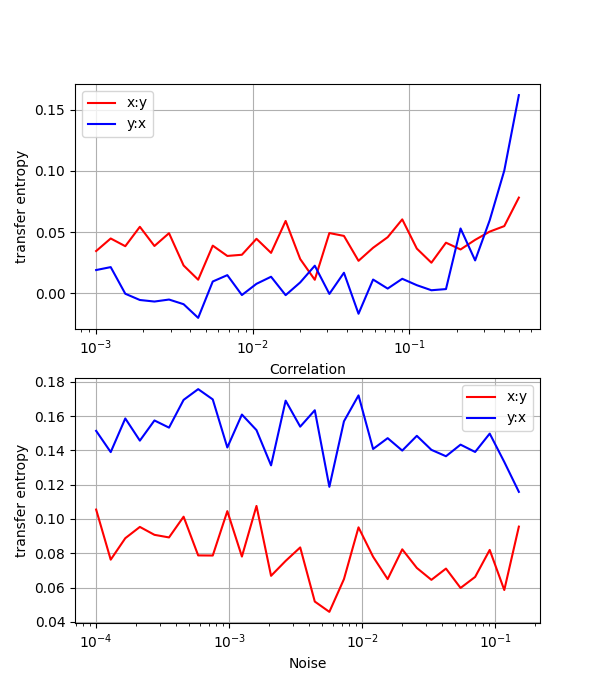 0.15
0.10
0.05
0.00
transfer entropy
x:y
y:x
10⁻³
10⁻²
10⁻¹
Correlation
0.18
0.16
0.14
0.12
0.10
0.08
0.06
0.04
transfer entropy
x:y
y:x
10⁻⁴
10⁻³
10⁻²
10⁻¹
Noise